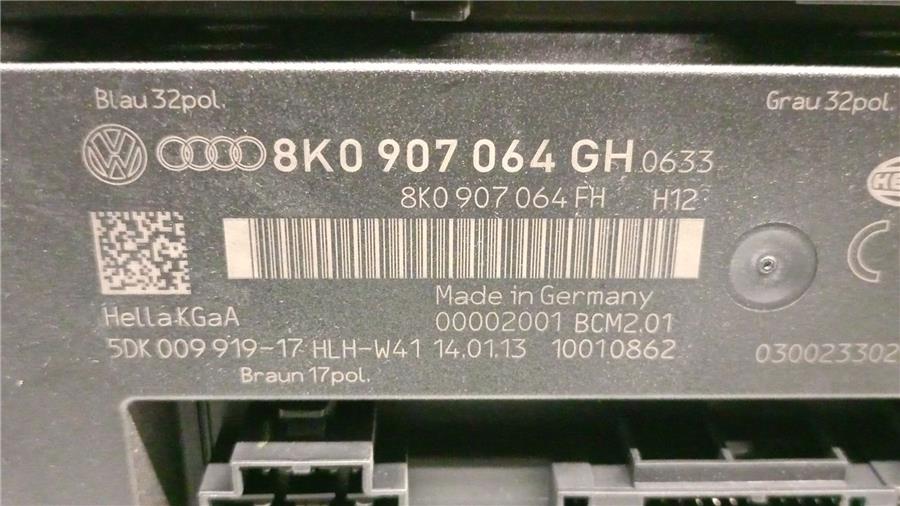 Blau 32pol. Grau 32pol.
8K0 907 064 GH 0633
8K0 907 064 FH H12
Made in Germany
Hella KGaA 00002001 BCM2.01
5DK 009 919-17 HLH-W41 14.01.13 10010862 030023302
Braun 17pol.